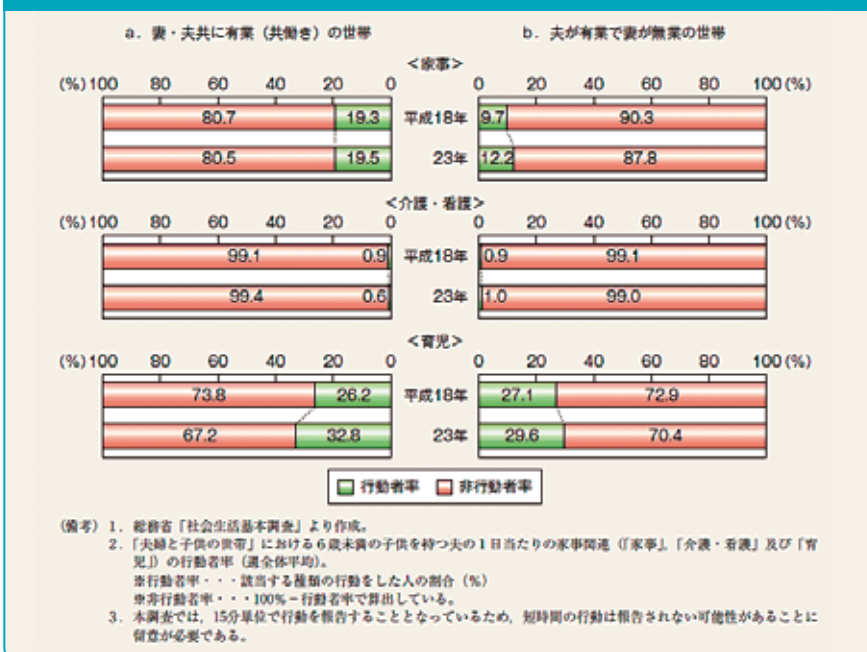 a．妻・夫共に有業（共働き）の世帯 b．夫が有業で妻が無業の世帯
＜家事＞
(%) 100 80 60 40 20 0 0 20 40 60 80 100 (%)
80.7 19.3 平成18年 9.7 90.3
80.5 19.5 23年 12.2 87.8
＜介護・看護＞
(%) 100 80 60 40 20 0 0 20 40 60 80 100 (%)
99.1 0.9 平成18年 0.9 99.1
99.4 0.6 23年 1.0 99.0
＜育児＞
(%) 100 80 60 40 20 0 0 20 40 60 80 100 (%)
73.8 26.2 平成18年 27.1 72.9
67.2 32.8 23年 29.6 70.4
行動者率 非行動者率
（備考）1．総務省「社会生活基本調査」より作成。
2．「夫婦と子供の世帯」における6歳未満の子供を持つ夫の1日当たりの家事関連（「家事」，「介護・看護」及び「育
児」）の行動者率（週全体平均）。
※行動者率・・・該当する種類の行動をした人の割合（%）
※非行動者率・・・100%－行動者率で算出している。
3．本調査では，15分単位で行動を報告することとなっているため，短時間の行動は報告されない可能性があることに
留意が必要である。